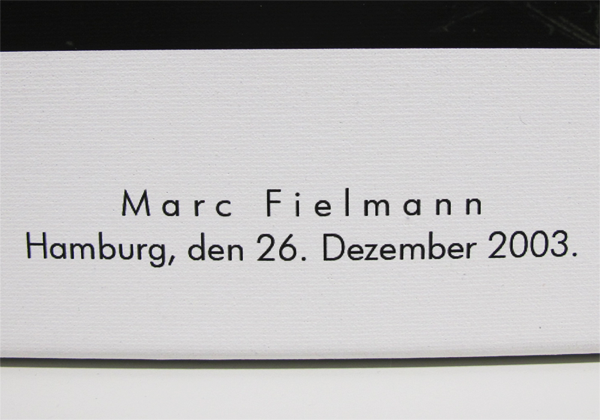 Marc Fielmann
Hamburg, den 26. Dezember 2003.